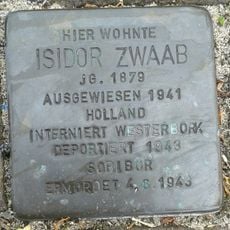 HIER WOHNTE
ISIDOR ZWAAB
JG. 1879
AUSGEWIESEN 1941
HOLLAND
INTERNIERT WESTERBORK
DEPORTIERT 1943
SOBIBOR
ERMORDET 4.6.1943